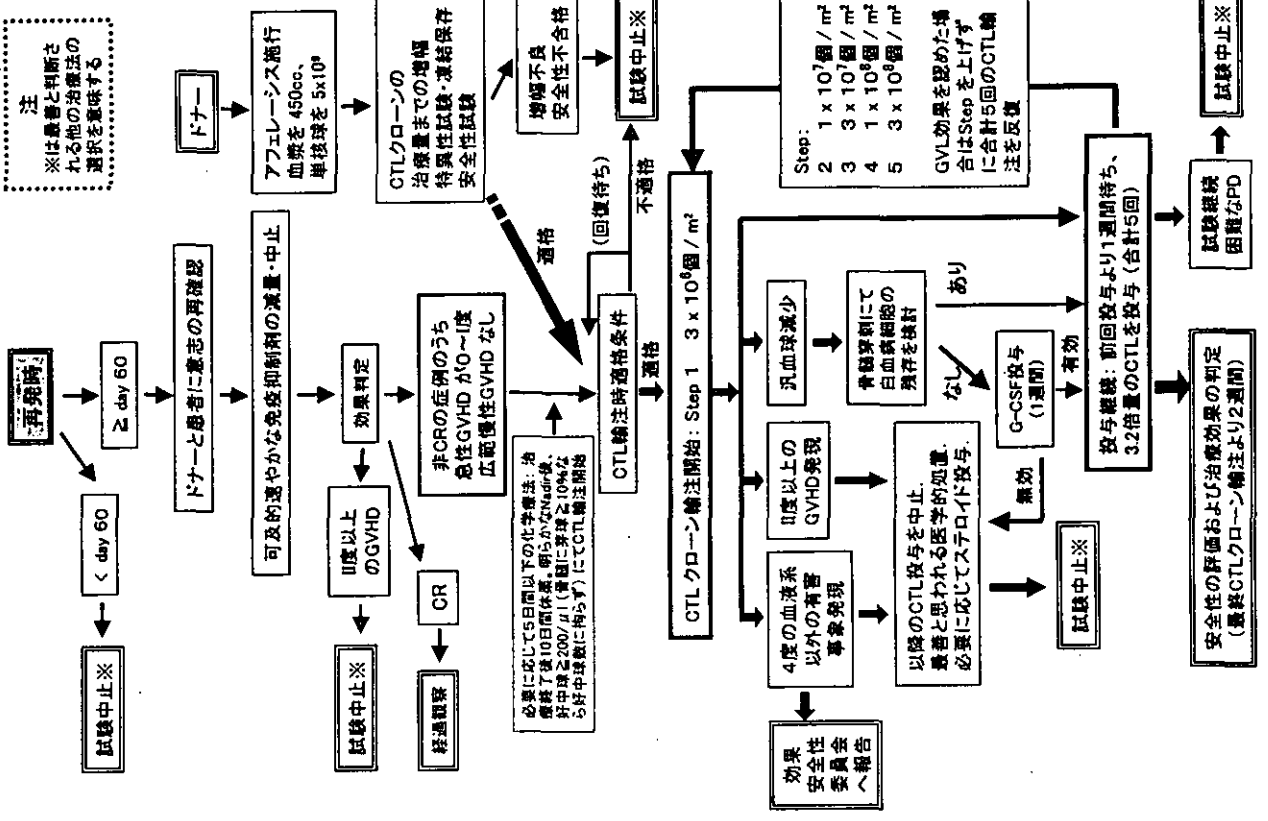 注
※は最善と判断さ
れる他の治療法の
選択を意味する
再発時
< day 60
試験中止※
≧ day 60
ドナーと患者に意志の再確認
可及的速やかな免疫抑制剤の減量・中止
効果判定
II度以上
のGVHD
試験中止※
CR
経過観察
非CRの症例のうち
急性GVHD が0～I度
広範慢性GVHD なし
必要に応じて5日間以下の化学療法:治
療終了後10日間休薬。明らかなNadir後、
好中球≧200/μl(骨髄に芽球≧10%な
ら好中球数に拘らず)にてCTL輸注開始
ドナー
アフェレーシス施行
血漿を 450cc、
単核球を 5x10⁹
CTLクローンの
治療量までの増幅
特異性試験・凍結保存
安全性試験
増幅不良
安全性不合格
試験中止※
適格
(回復待ち)
不適格
CTL輸注時適格条件
適格
CTL クローン輸注開始: Step 1 3 x 10⁶個 / m²
Step:
2 1 x 10⁷個 / m²
3 3 x 10⁷個 / m²
4 1 x 10⁸個 / m²
5 3 x 10⁸個 / m²
GVL効果を認めた場
合はStep を上げず
に合計5回のCTL輸
注を反復
4度の血液系
以外の有害
事象発現
効果
安全性
委員会
へ報告
II度以上の
GVHD発現
汎血球減少
骨髄穿刺にて
白血病細胞の
残存を検討
あり
なし
G-CSF投与
(1週間)
有効
無効
以降のCTL投与を中止.
最善と思われる医学的処置.
必要に応じてステロイド投与.
試験中止※
投与継続: 前回投与より1週間待ち、
3.2倍量のCTLを投与 (合計5回)
試験継続
困難なPD
試験中止※
安全性の評価および治療効果の判定
(最終CTLクローン輸注より2週間)